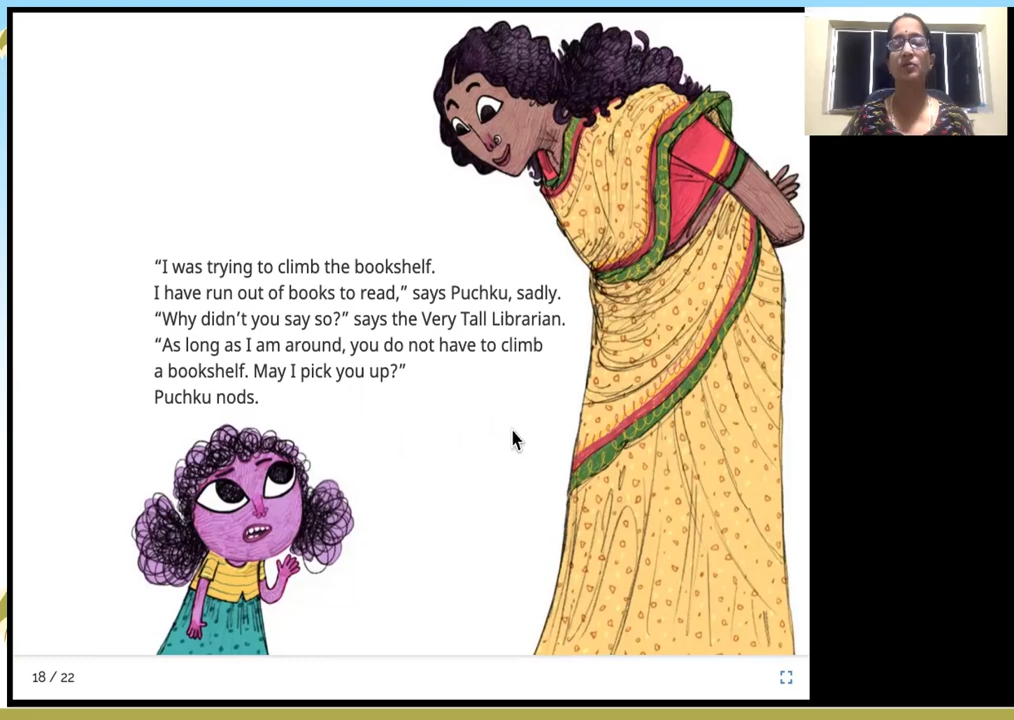 “I was trying to climb the bookshelf.
I have run out of books to read,” says Puchku, sadly.
“Why didn’t you say so?” says the Very Tall Librarian.
“As long as I am around, you do not have to climb
a bookshelf. May I pick you up?”
Puchku nods.
18 / 22